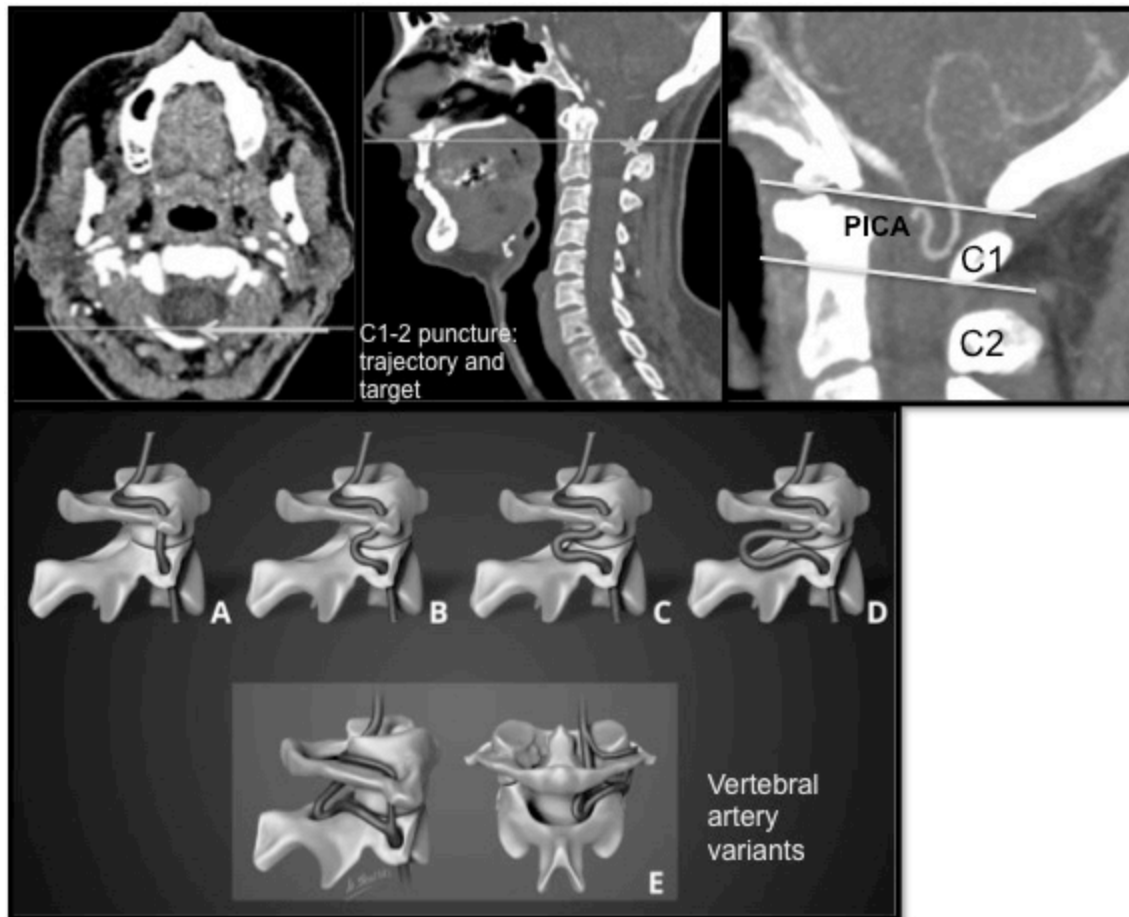 C1-2 puncture:
trajectory and
target
PICA
C1
C2
A
B
C
D
E
Vertebral
artery
variants